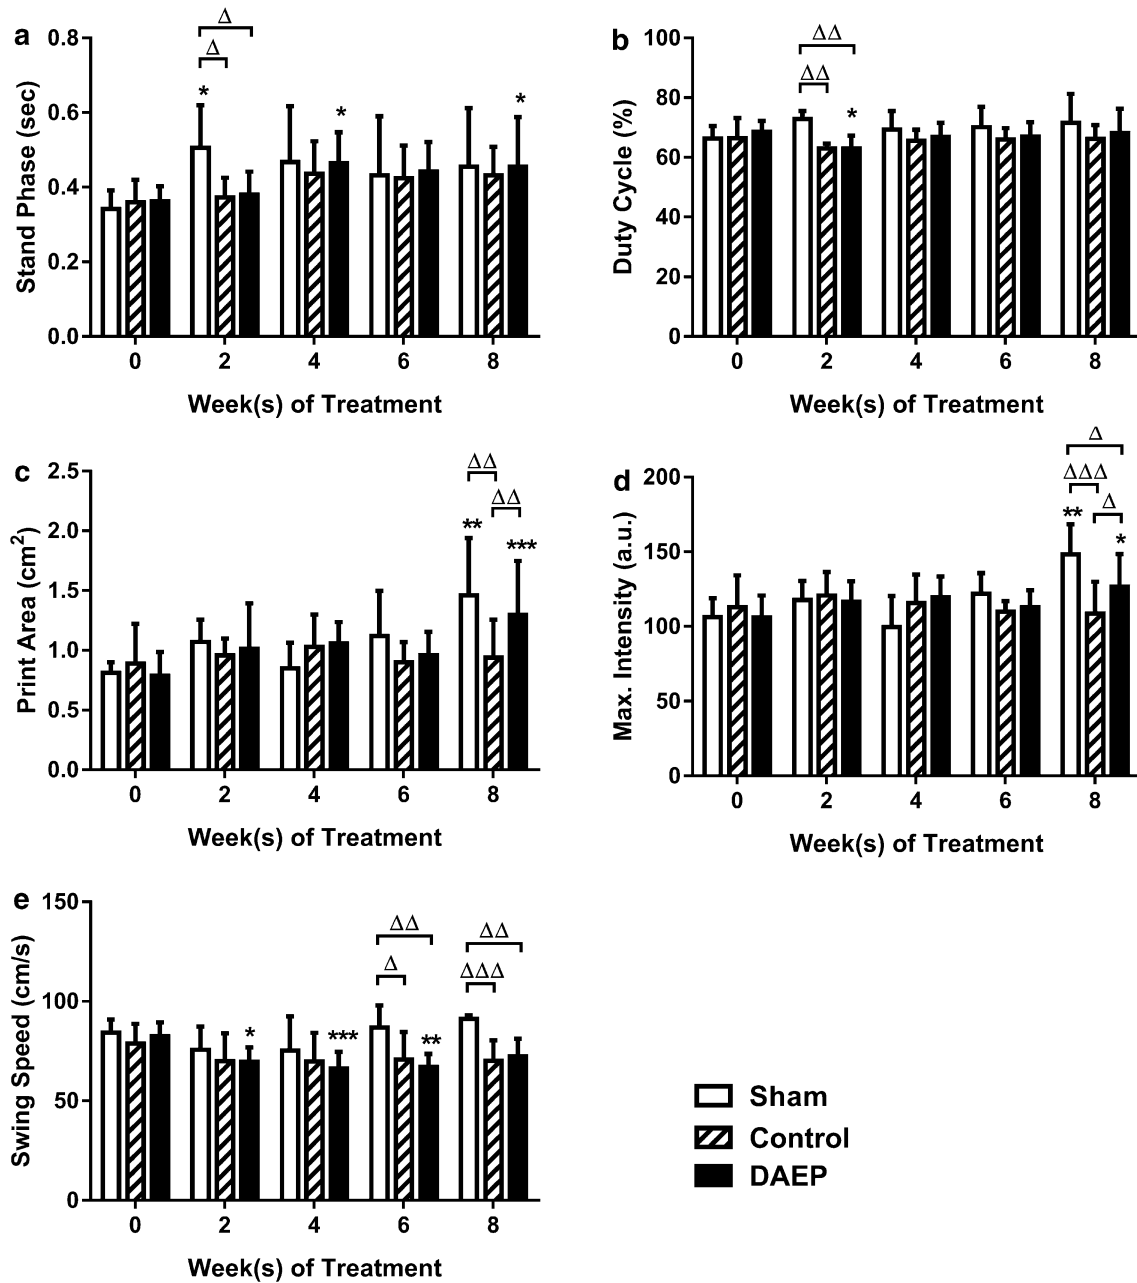 a
Stand Phase (sec)
0.8
0.6
0.4
0.2
0.0
Δ
Δ
*
*
*
0 2 4 6 8
Week(s) of Treatment
b
Duty Cycle (%)
100
80
60
40
20
0
ΔΔ
ΔΔ
*
0 2 4 6 8
Week(s) of Treatment
c
Print Area (cm²)
2.5
2.0
1.5
1.0
0.5
0.0
ΔΔ
ΔΔ
**
***
0 2 4 6 8
Week(s) of Treatment
d
Max. Intensity (a.u.)
200
150
100
50
0
Δ
ΔΔΔ
Δ
**
*
0 2 4 6 8
Week(s) of Treatment
e
Swing Speed (cm/s)
150
100
50
0
ΔΔ
Δ
ΔΔ
ΔΔΔ
*
***
**
0 2 4 6 8
Week(s) of Treatment
Sham
Control
DAEP